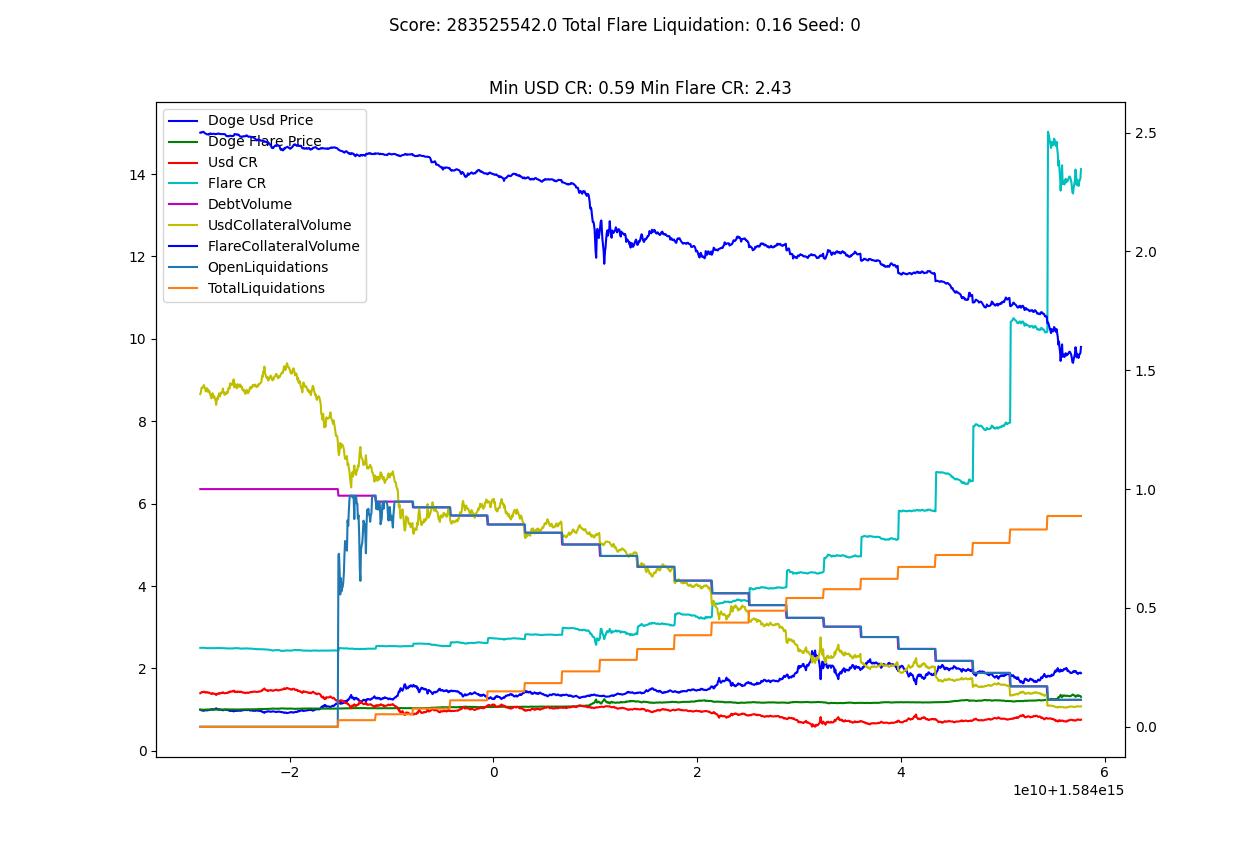 Score: 283525542.0 Total Flare Liquidation: 0.16 Seed: 0
Min USD CR: 0.59 Min Flare CR: 2.43
Doge Usd Price
Doge Flare Price
Usd CR
Flare CR
DebtVolume
UsdCollateralVolume
FlareCollateralVolume
OpenLiquidations
TotalLiquidations
14
12
10
8
6
4
2
0
2.5
2.0
1.5
1.0
0.5
0.0
−2
0
2
4
6
1e10+1.584e15